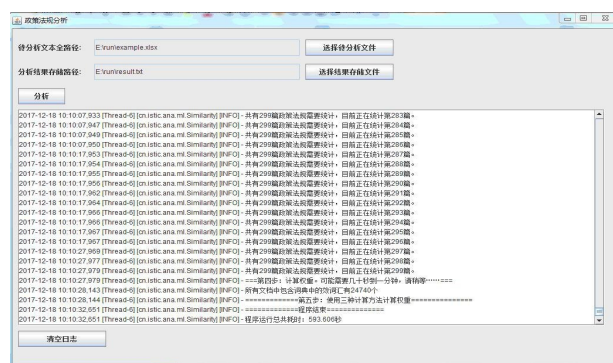 政策法规分析
待分析文本全路径: E:\run\example.xlsx 选择待分析文件
分析结果存储路径: E:\run\result.txt 选择结果存储文件
分析
2017-12-18 10:10:07,933 [Thread-6] [cn.istic.ana.ml.Similarity] [INFO] - 共有299篇政策法规需要统计，目前正在统计第283篇。
2017-12-18 10:10:07,947 [Thread-6] [cn.istic.ana.ml.Similarity] [INFO] - 共有299篇政策法规需要统计，目前正在统计第284篇。
2017-12-18 10:10:07,949 [Thread-6] [cn.istic.ana.ml.Similarity] [INFO] - 共有299篇政策法规需要统计，目前正在统计第285篇。
2017-12-18 10:10:07,950 [Thread-6] [cn.istic.ana.ml.Similarity] [INFO] - 共有299篇政策法规需要统计，目前正在统计第286篇。
2017-12-18 10:10:17,953 [Thread-6] [cn.istic.ana.ml.Similarity] [INFO] - 共有299篇政策法规需要统计，目前正在统计第287篇。
2017-12-18 10:10:17,954 [Thread-6] [cn.istic.ana.ml.Similarity] [INFO] - 共有299篇政策法规需要统计，目前正在统计第288篇。
2017-12-18 10:10:17,955 [Thread-6] [cn.istic.ana.ml.Similarity] [INFO] - 共有299篇政策法规需要统计，目前正在统计第289篇。
2017-12-18 10:10:17,956 [Thread-6] [cn.istic.ana.ml.Similarity] [INFO] - 共有299篇政策法规需要统计，目前正在统计第290篇。
2017-12-18 10:10:17,962 [Thread-6] [cn.istic.ana.ml.Similarity] [INFO] - 共有299篇政策法规需要统计，目前正在统计第291篇。
2017-12-18 10:10:17,964 [Thread-6] [cn.istic.ana.ml.Similarity] [INFO] - 共有299篇政策法规需要统计，目前正在统计第292篇。
2017-12-18 10:10:17,966 [Thread-6] [cn.istic.ana.ml.Similarity] [INFO] - 共有299篇政策法规需要统计，目前正在统计第293篇。
2017-12-18 10:10:17,966 [Thread-6] [cn.istic.ana.ml.Similarity] [INFO] - 共有299篇政策法规需要统计，目前正在统计第294篇。
2017-12-18 10:10:17,967 [Thread-6] [cn.istic.ana.ml.Similarity] [INFO] - 共有299篇政策法规需要统计，目前正在统计第295篇。
2017-12-18 10:10:17,967 [Thread-6] [cn.istic.ana.ml.Similarity] [INFO] - 共有299篇政策法规需要统计，目前正在统计第296篇。
2017-12-18 10:10:27,969 [Thread-6] [cn.istic.ana.ml.Similarity] [INFO] - 共有299篇政策法规需要统计，目前正在统计第297篇。
2017-12-18 10:10:27,977 [Thread-6] [cn.istic.ana.ml.Similarity] [INFO] - 共有299篇政策法规需要统计，目前正在统计第298篇。
2017-12-18 10:10:27,979 [Thread-6] [cn.istic.ana.ml.Similarity] [INFO] - 共有299篇政策法规需要统计，目前正在统计第299篇。
2017-12-18 10:10:27,979 [Thread-6] [cn.istic.ana.ml.Similarity] [INFO] - ===第四步：计算权重。可能需要几十秒到一分钟，请稍等……===
2017-12-18 10:10:28,143 [Thread-6] [cn.istic.ana.ml.Similarity] [INFO] - 所有文档中包含词典中的词汇有24740个
2017-12-18 10:10:28,144 [Thread-6] [cn.istic.ana.ml.Similarity] [INFO] - =============第五步：使用三种计算方法计算权重===============
2017-12-18 10:10:32,651 [Thread-6] [cn.istic.ana.ml.Similarity] [INFO] - =============程序结束==============
2017-12-18 10:10:32,651 [Thread-6] [cn.istic.ana.ml.Similarity] [INFO] - 程序运行总共耗时：593.606秒
清空日志